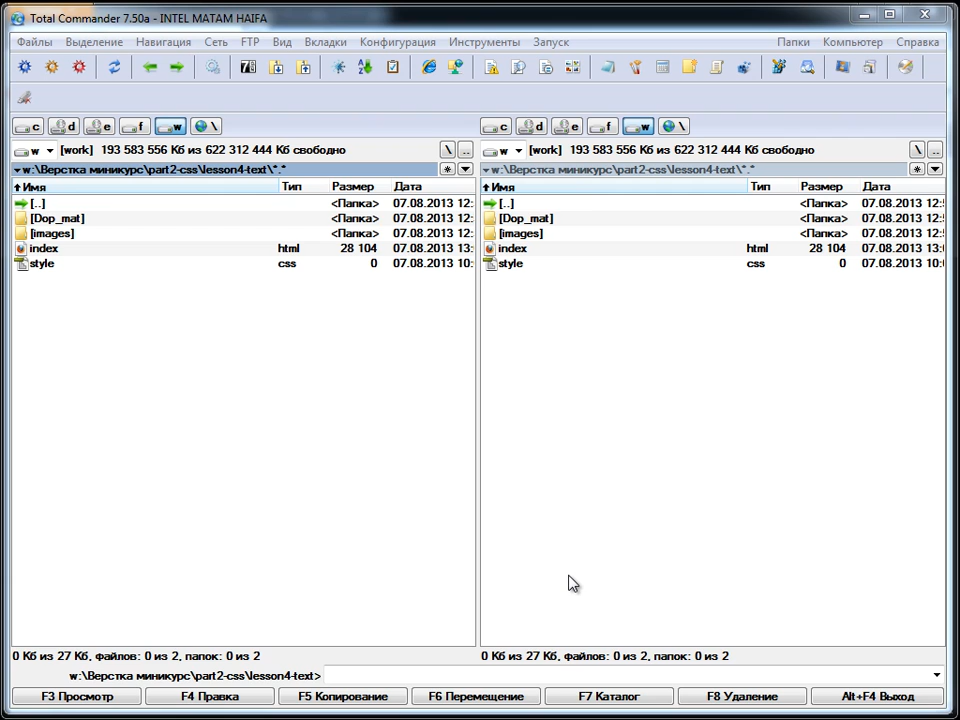 Total Commander 7.50a - INTEL MATAM HAIFA
Файлы Выделение Навигация Сеть FTP Вид Вкладки Конфигурация Инструменты Запуск Папки Компьютер Справка
c d e f w \ c d e f w \
w [work] 193 583 556 Кб из 622 312 444 Кб свободно \ .. w [work] 193 583 556 Кб из 622 312 444 Кб свободно \ ..
w:\Верстка миникурс\part2-css\lesson4-text\*.* * w:\Верстка миникурс\part2-css\lesson4-text\*.* *
Имя Тип Размер Дата Имя Тип Размер Дата
[..] <Папка> 07.08.2013 12: [..] <Папка> 07.08.2013 12:
[Dop_mat] <Папка> 07.08.2013 12: [Dop_mat] <Папка> 07.08.2013 12:
[images] <Папка> 07.08.2013 12: [images] <Папка> 07.08.2013 12:
index html 28 104 07.08.2013 13: index html 28 104 07.08.2013 13:
style css 0 07.08.2013 10: style css 0 07.08.2013 10:
0 Кб из 27 Кб, файлов: 0 из 2, папок: 0 из 2 0 Кб из 27 Кб, файлов: 0 из 2, папок: 0 из 2
w:\Верстка миникурс\part2-css\lesson4-text>
F3 Просмотр F4 Правка F5 Копирование F6 Перемещение F7 Каталог F8 Удаление Alt+F4 Выход